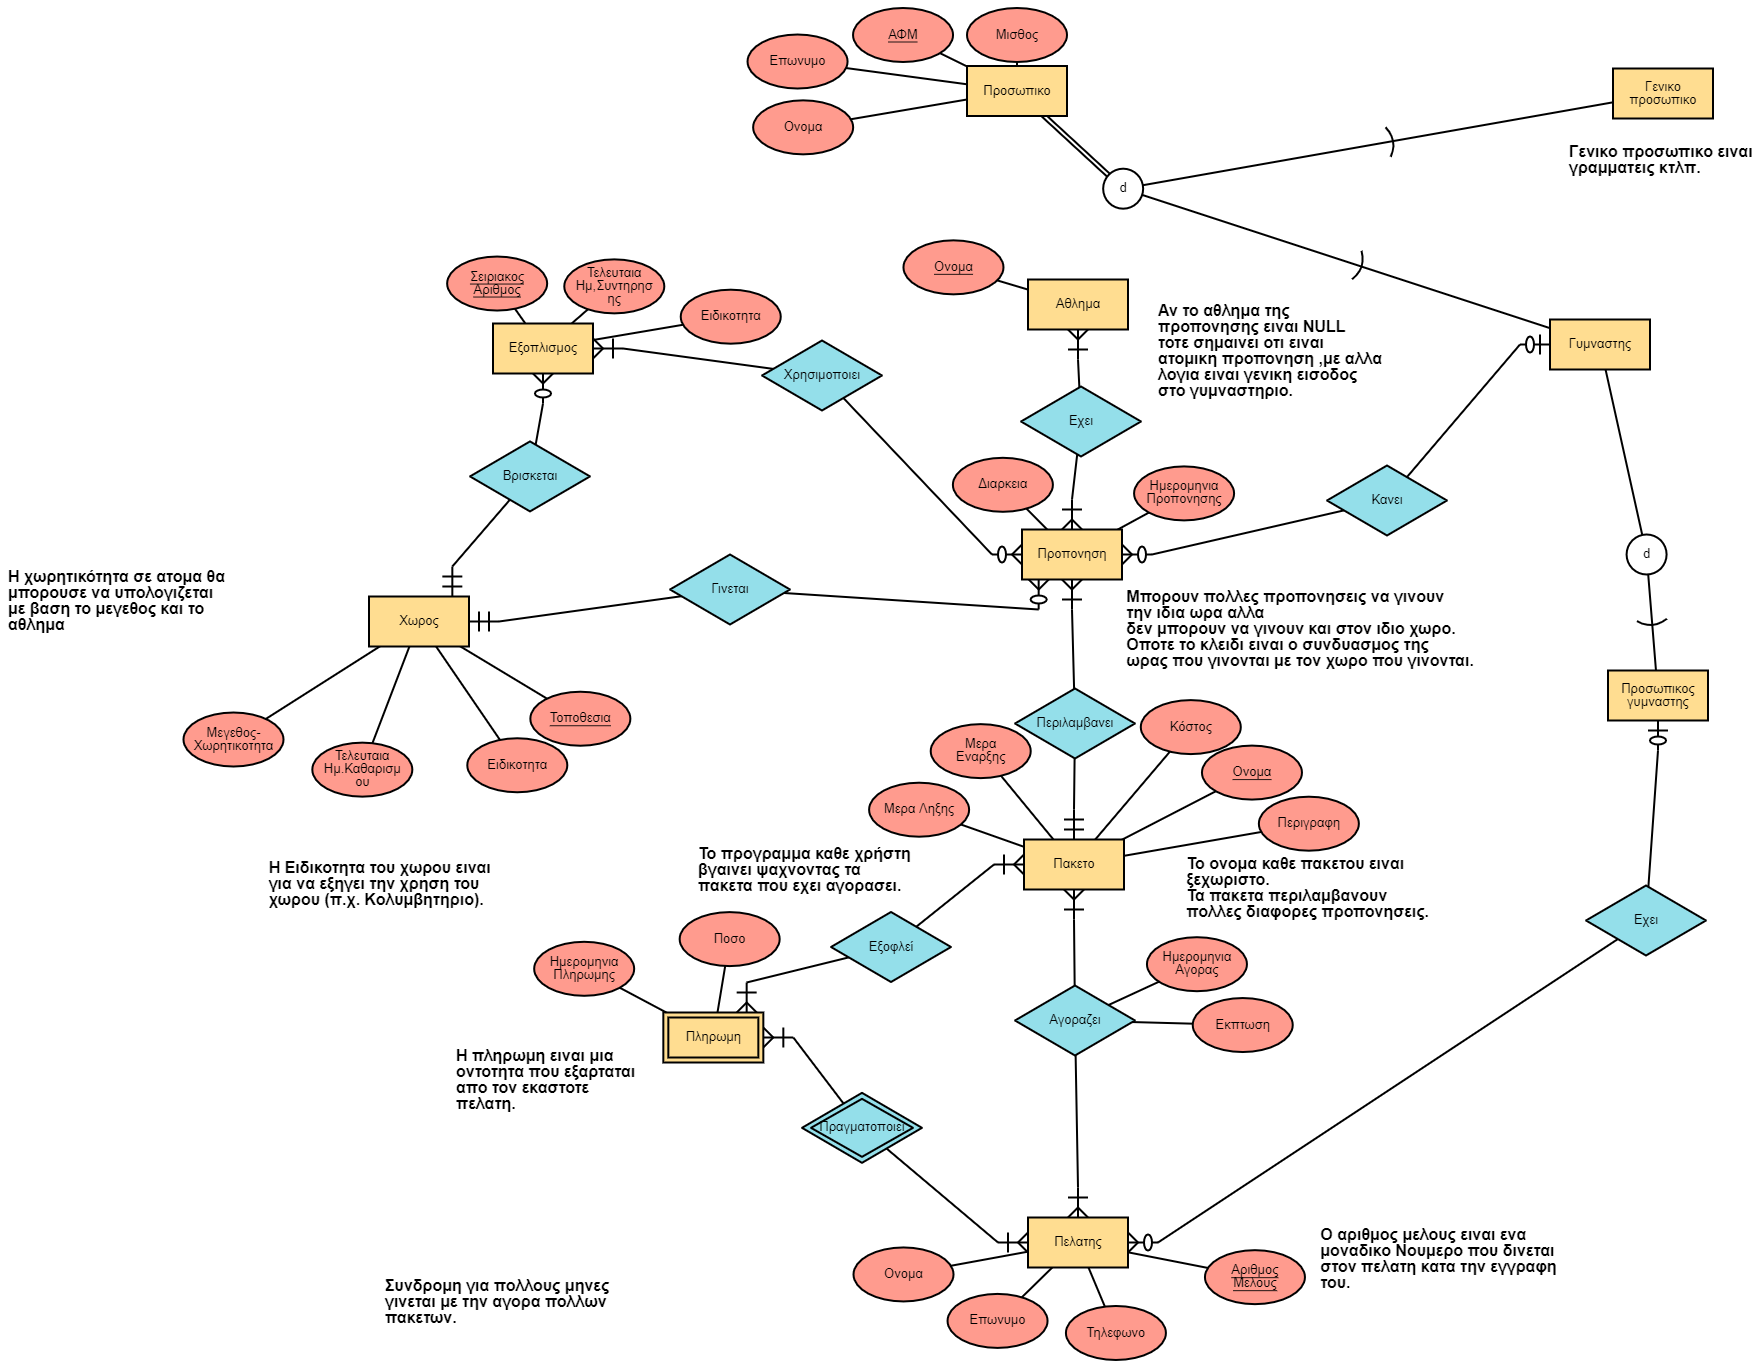 ΑΦΜ
Μισθος
Επωνυμο
Ονομα
Προσωπικο
Γενικο
προσωπικο
Γενικο προσωπικο ειναι
γραμματεις κτλπ.
d
Σειριακος
Αριθμος
Τελευταια
Ημ,Συντηρησ
ης
Ειδικοτητα
Εξοπλισμος
Χρησιμοποιει
Ονομα
Αθλημα
Αν το αθλημα της
προπονησης ειναι NULL
τοτε σημαινει οτι ειναι
ατομικη προπονηση ,με αλλα
λογια ειναι γενικη εισοδος
στο γυμναστηριο.
Γυμναστης
Εχει
Βρισκεται
Διαρκεια
Ημερομηνια
Προπονησης
Κανει
Προπονηση
d
Η χωρητικότητα σε ατομα θα
μπορουσε να υπολογιζεται
με βαση το μεγεθος και το
αθλημα
Χωρος
Γινεται
Μπορουν πολλες προπονησεις να γινουν
την ιδια ωρα αλλα
δεν μπορουν να γινουν και στον ιδιο χωρο.
Οποτε το κλειδι ειναι ο συνδυασμος της
ωρας που γινονται με τον χωρο που γινονται.
Προσωπικος
γυμναστης
Μεγεθος-
Χωρητικοτητα
Τελευταια
Ημ.Καθαρισμ
ου
Ειδικοτητα
Τοποθεσια
Περιλαμβανει
Μερα
Εναρξης
Κόστος
Ονομα
Μερα Ληξης
Περιγραφη
Πακετο
Η Ειδικοτητα του χωρου ειναι
για να εξηγει την χρηση του
χωρου (π.χ. Κολυμβητηριο).
Το προγραμμα καθε χρήστη
βγαινει ψαχνοντας τα
πακετα που εχει αγορασει.
Το ονομα καθε πακετου ειναι
ξεχωριστο.
Τα πακετα περιλαμβανουν
πολλες διαφορες προπονησεις.
Εχει
Ημερομηνια
Πληρωμης
Ποσο
Εξοφλεί
Ημερομηνια
Αγορας
Εκπτωση
Αγοραζει
Πληρωμη
Η πληρωμη ειναι μια
οντοτητα που εξαρταται
απο τον εκαστοτε
πελατη.
Πραγματοποιει
Πελατης
Ονομα
Επωνυμο
Τηλεφωνο
Αριθμος
Μελους
Ο αριθμος μελους ειναι ενα
μοναδικο Νουμερο που δινεται
στον πελατη κατα την εγγραφη
του.
Συνδρομη για πολλους μηνες
γινεται με την αγορα πολλων
πακετων.